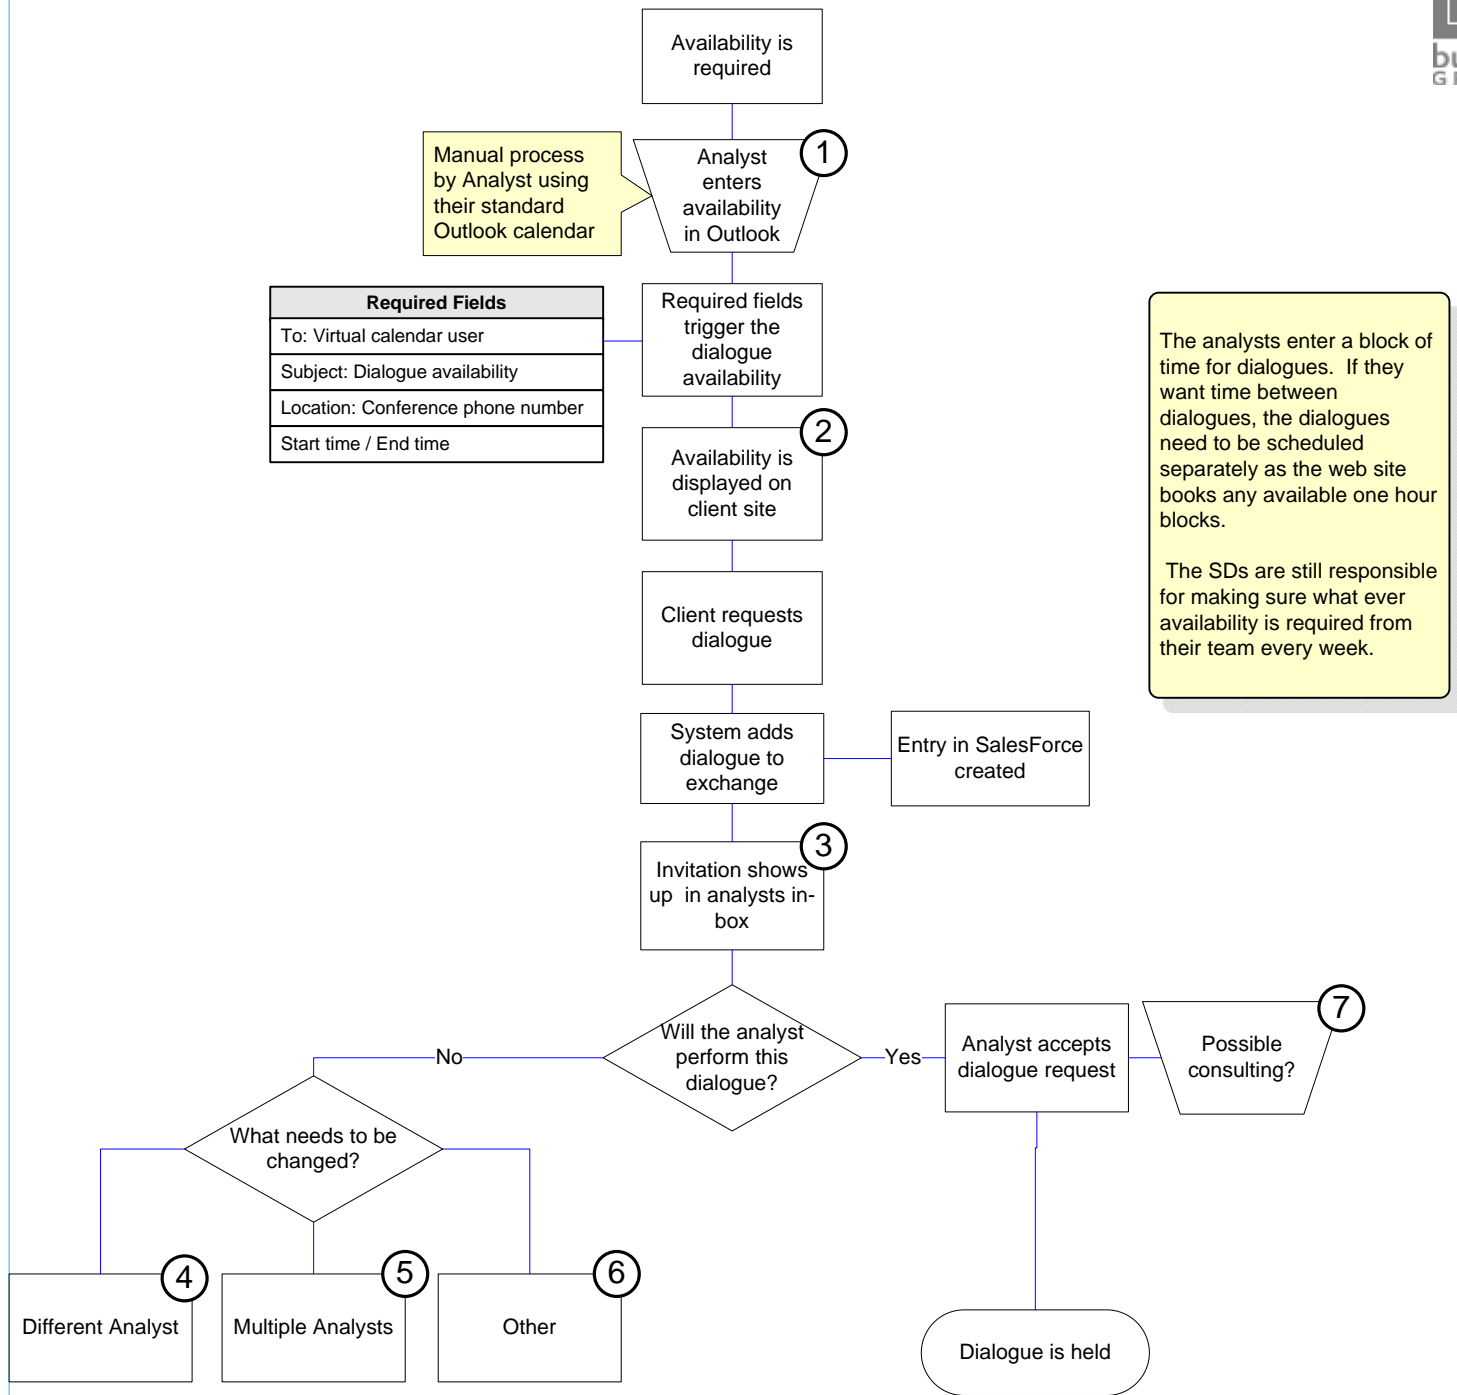 Availability is
required
bu
G
Manual process
by Analyst using
their standard
Outlook calendar
1
Analyst
enters
availability
in Outlook
Required Fields
To: Virtual calendar user
Subject: Dialogue availability
Location: Conference phone number
Start time / End time
Required fields
trigger the
dialogue
availability
The analysts enter a block of
time for dialogues.  If they
want time between
dialogues, the dialogues
need to be scheduled
separately as the web site
books any available one hour
blocks.
The SDs are still responsible
for making sure what ever
availability is required from
their team every week.
2
Availability is
displayed on
client site
Client requests
dialogue
System adds
dialogue to
exchange
Entry in SalesForce
created
3
Invitation shows
up  in analysts in-
box
Will the analyst
perform this
dialogue?
No
Yes
Analyst accepts
dialogue request
7
Possible
consulting?
What needs to be
changed?
4
Different Analyst
5
Multiple Analysts
6
Other
Dialogue is held